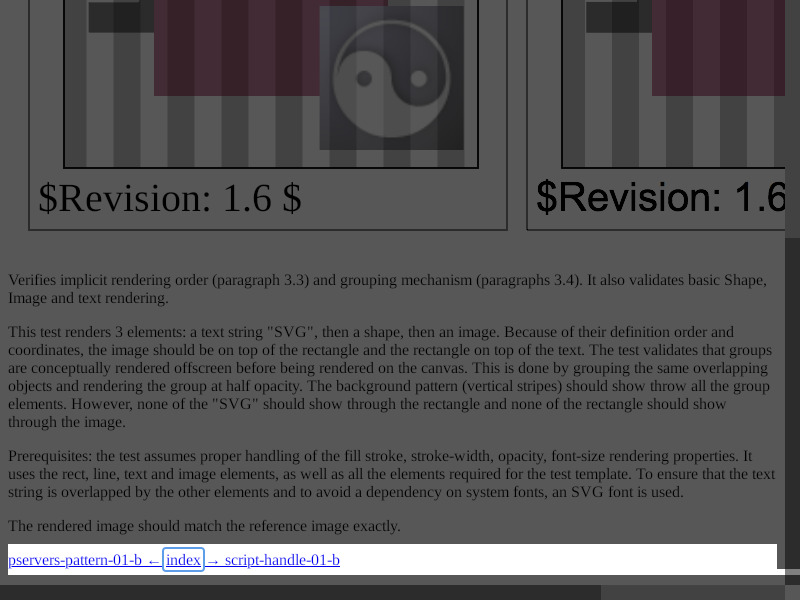 $Revision: 1.6 $
$Revision: 1.6
Verifies implicit rendering order (paragraph 3.3) and grouping mechanism (paragraphs 3.4). It also validates basic Shape,
Image and text rendering.
This test renders 3 elements: a text string "SVG", then a shape, then an image. Because of their definition order and
coordinates, the image should be on top of the rectangle and the rectangle on top of the text. The test validates that groups
are conceptually rendered offscreen before being rendered on the canvas. This is done by grouping the same overlapping
objects and rendering the group at half opacity. The background pattern (vertical stripes) should show throw all the group
elements. However, none of the "SVG" should show through the rectangle and none of the rectangle should show
through the image.
Prerequisites: the test assumes proper handling of the fill stroke, stroke-width, opacity, font-size rendering properties. It
uses the rect, line, text and image elements, as well as all the elements required for the test template. To ensure that the text
string is overlapped by the other elements and to avoid a dependency on system fonts, an SVG font is used.
The rendered image should match the reference image exactly.
pservers-pattern-01-b ← index → script-handle-01-b